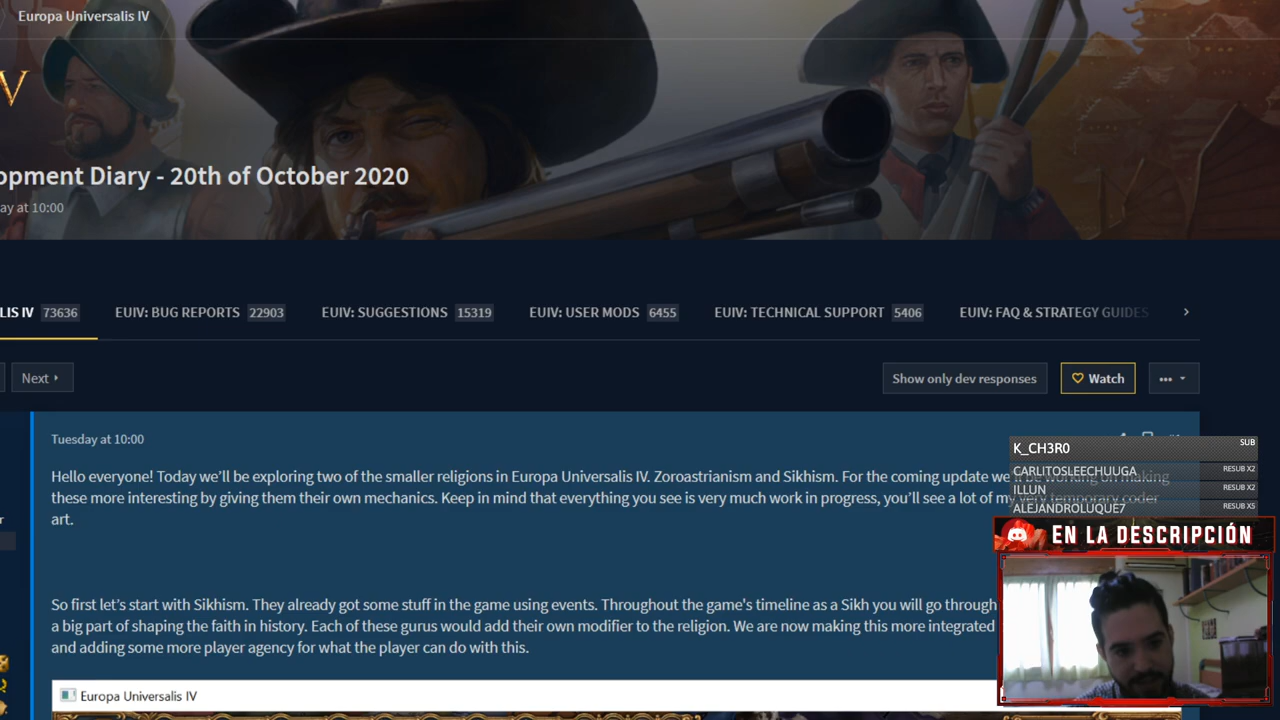 Europa Universalis IV
V
opment Diary - 20th of October 2020
ay at 10:00
LIS IV 73636 EUIV: BUG REPORTS 22903 EUIV: SUGGESTIONS 15319 EUIV: USER MODS 6455 EUIV: TECHNICAL SUPPORT 5406 EUIV: FAQ & STRATEGY GUIDES
Next Show only dev responses Watch
Tuesday at 10:00
Hello everyone! Today we'll be exploring two of the smaller religions in Europa Universalis IV. Zoroastrianism and Sikhism. For the coming update we'll be working on making
these more interesting by giving them their own mechanics. Keep in mind that everything you see is very much work in progress, you'll see a lot of my very temporary coder
art.
K_CH3R0 SUB
CARLITOSLEECHUUGA RESUB X2
ILLUN RESUB X2
ALEJANDROLUQUE7 RESUB X5
EN LA DESCRIPCIÓN
r
So first let's start with Sikhism. They already got some stuff in the game using events. Throughout the game's timeline as a Sikh you will go through
a big part of shaping the faith in history. Each of these gurus would add their own modifier to the religion. We are now making this more integrated
and adding some more player agency for what the player can do with this.
Europa Universalis IV